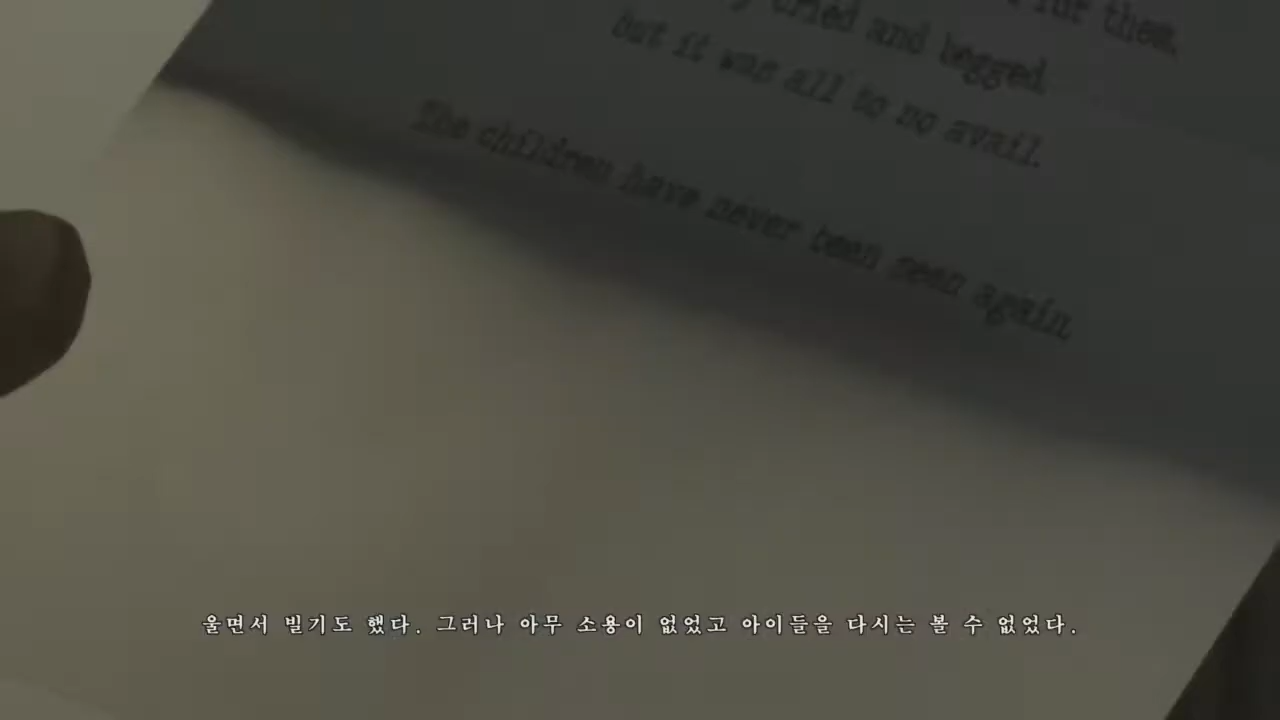 for them.
cried and begged
but it was all to no avail.
The children have never been seen again.
울면서 빌기도 했다. 그러나 아무 소용이 없었고 아이들을 다시는 볼 수 없었다.